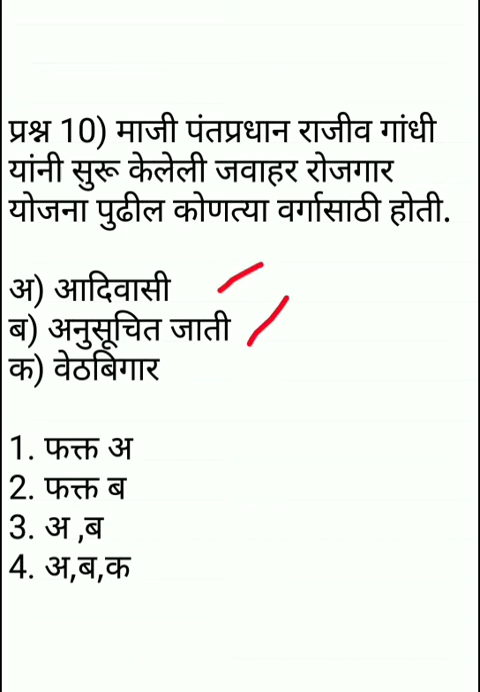 प्रश्न 10) माजी पंतप्रधान राजीव गांधी
यांनी सुरू केलेली जवाहर रोजगार
योजना पुढील कोणत्या वर्गासाठी होती.
अ) आदिवासी
ब) अनुसूचित जाती
क) वेठबिगार
1. फक्त अ
2. फक्त ब
3. अ ,ब
4. अ,ब,क